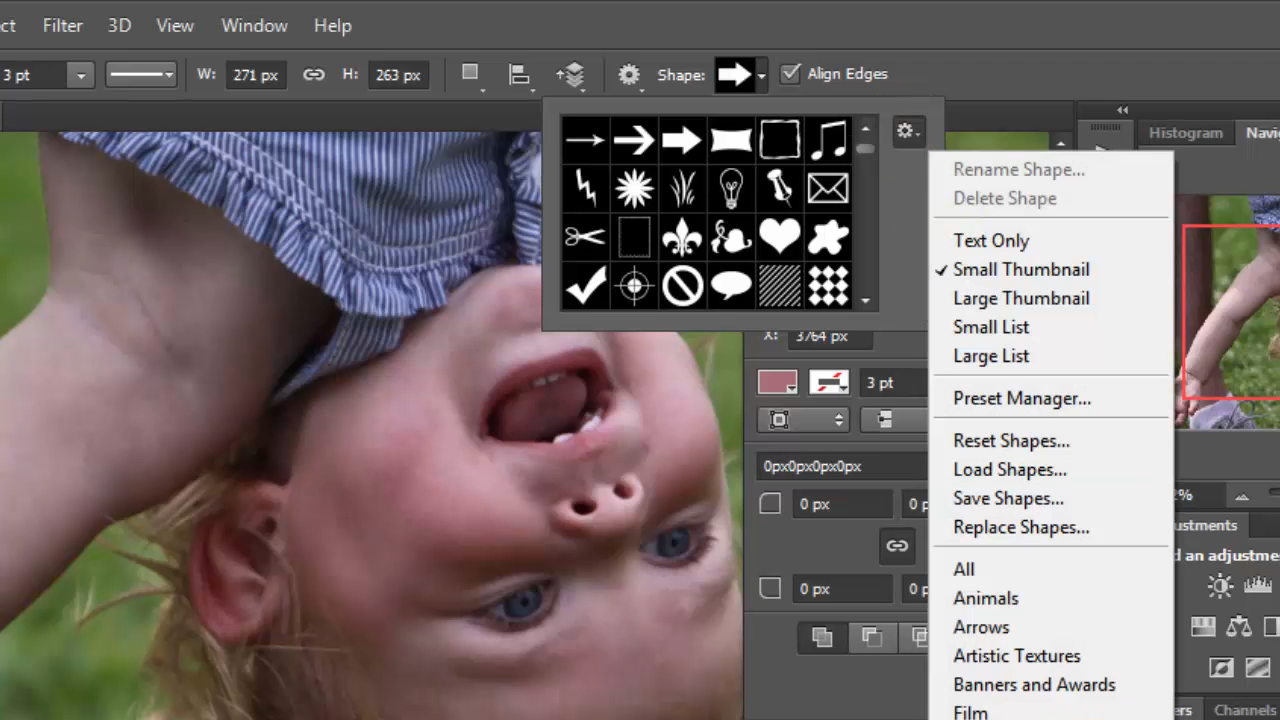 ct Filter 3D View Window Help
3 pt W: 271 px H: 263 px Shape: Align Edges
Histogram Navi
Rename Shape...
Delete Shape
Text Only
Small Thumbnail
Large Thumbnail
Small List
Large List
Preset Manager...
Reset Shapes...
Load Shapes...
Save Shapes...
Replace Shapes...
All
Animals
Arrows
Artistic Textures
Banners and Awards
Film
X: 3764 px
3 pt
0px0px0px0px
0 px 0 p
0 px 0 p
2%
ustments
d an adjustme
ers Channels